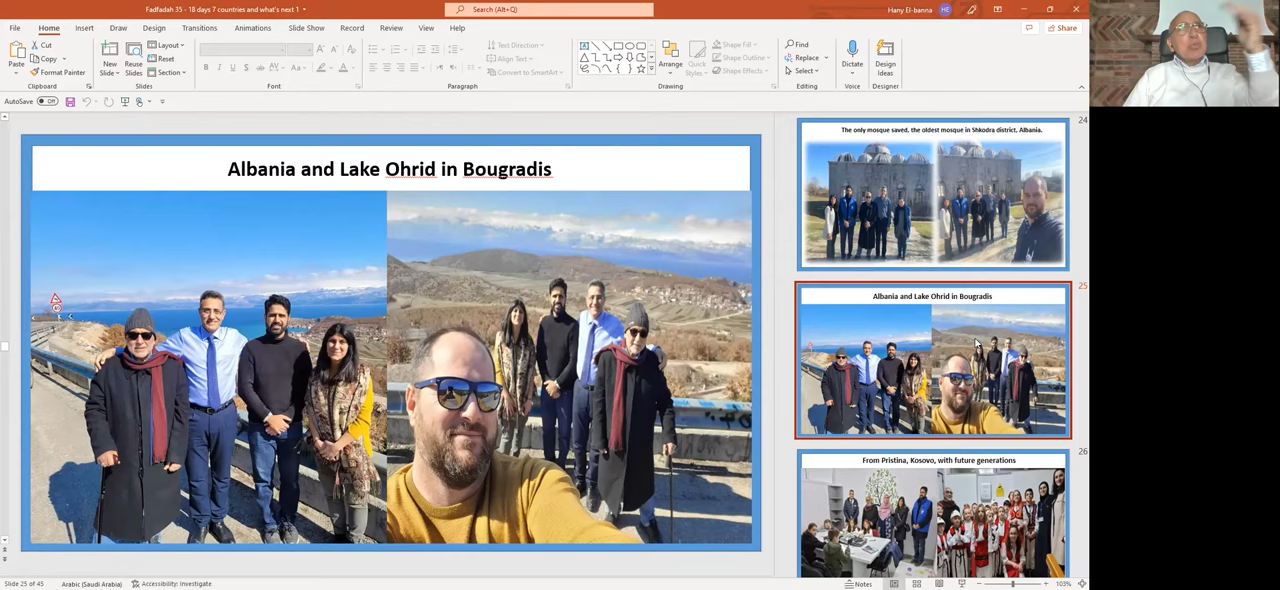 Fadfadah 35 - 18 days 7 countries and what's next 1
Search (Alt+Q)
Hany El-banna
HE
File
Home
Insert
Draw
Design
Transitions
Animations
Slide Show
Record
Review
View
Help
Share
Paste
Cut
Copy
Format Painter
Clipboard
New
Slide
Reuse
Slides
Layout
Reset
Section
Slides
Font
Text Direction
Align Text
Convert to SmartArt
Paragraph
Arrange
Quick
Styles
Shape Fill
Shape Outline
Shape Effects
Drawing
Find
Replace
Select
Editing
Dictate
Voice
Design
Ideas
Designer
AutoSave
Off
Albania and Lake Ohrid in Bougradis
24
The only mosque saved, the oldest mosque in Shkodra district, Albania.
25
Albania and Lake Ohrid in Bougradis
26
From Pristina, Kosovo, with future generations
Slide 25 of 45
Arabic (Saudi Arabia)
Accessibility: Investigate
Notes
103%